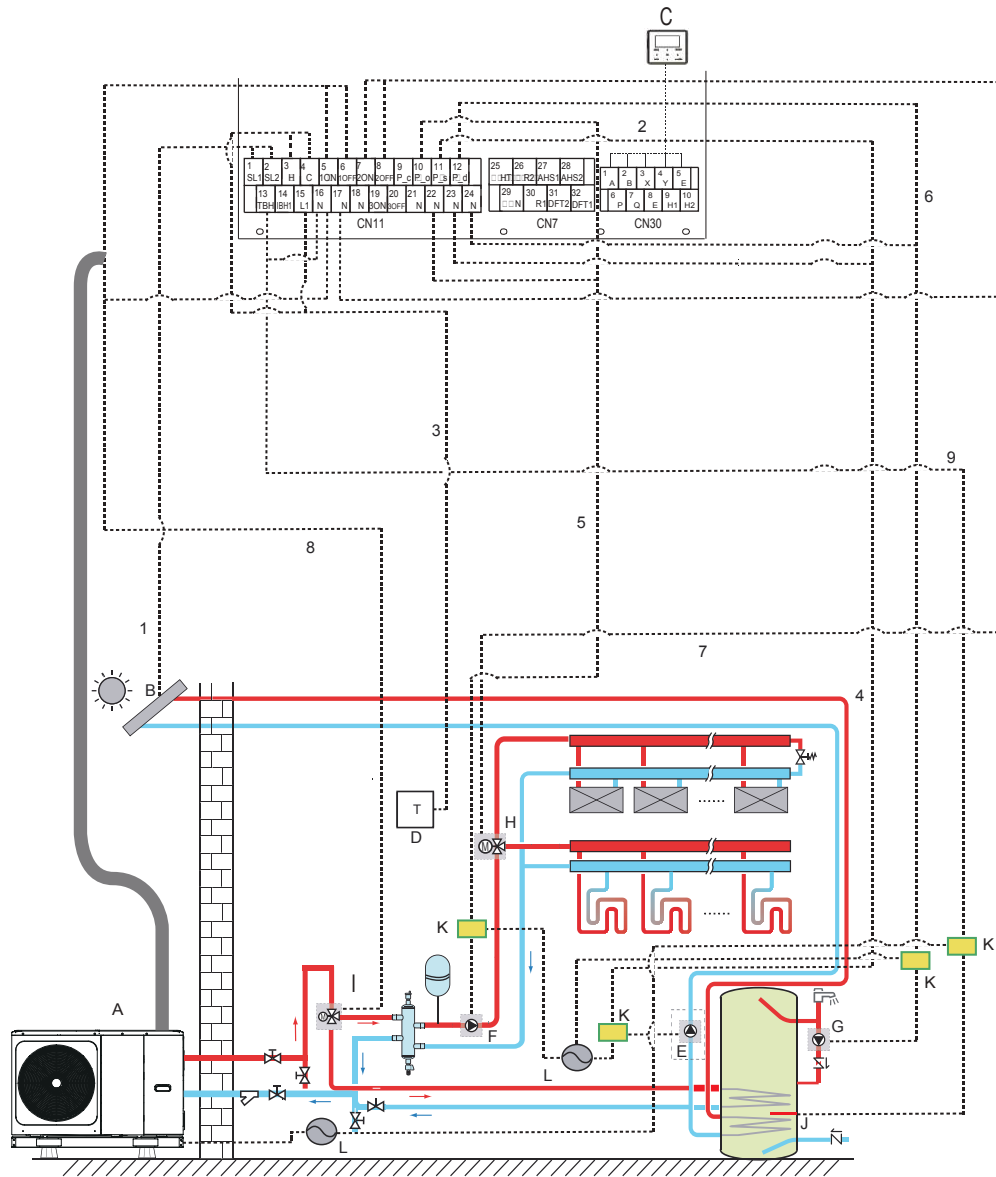 C
2
1 2 3 4 5 6 7 8 9 10 11 12
SL1 SL2 H C 1ON 1OFF 2ON 2OFF P_c P_o P_s P_d
13 14 15 16 17 18 19 20 21 22 23 24
TBH IBH1 L1 N N N 3ON 3OFF N N N N
CN11
25 26 27 28
□□HT □□R2 AHS1 AHS2
29 30 31 32
□□N R1 DFT2 DFT1
CN7
1 2 3 4 5
A B X Y E
6 7 8 9 10
P Q E H1 H2
CN30
6
3
9
5
8
1
7
B
4
T
D
M
H
K
K
K
I
M
A
F
K
E
G
L
J
L